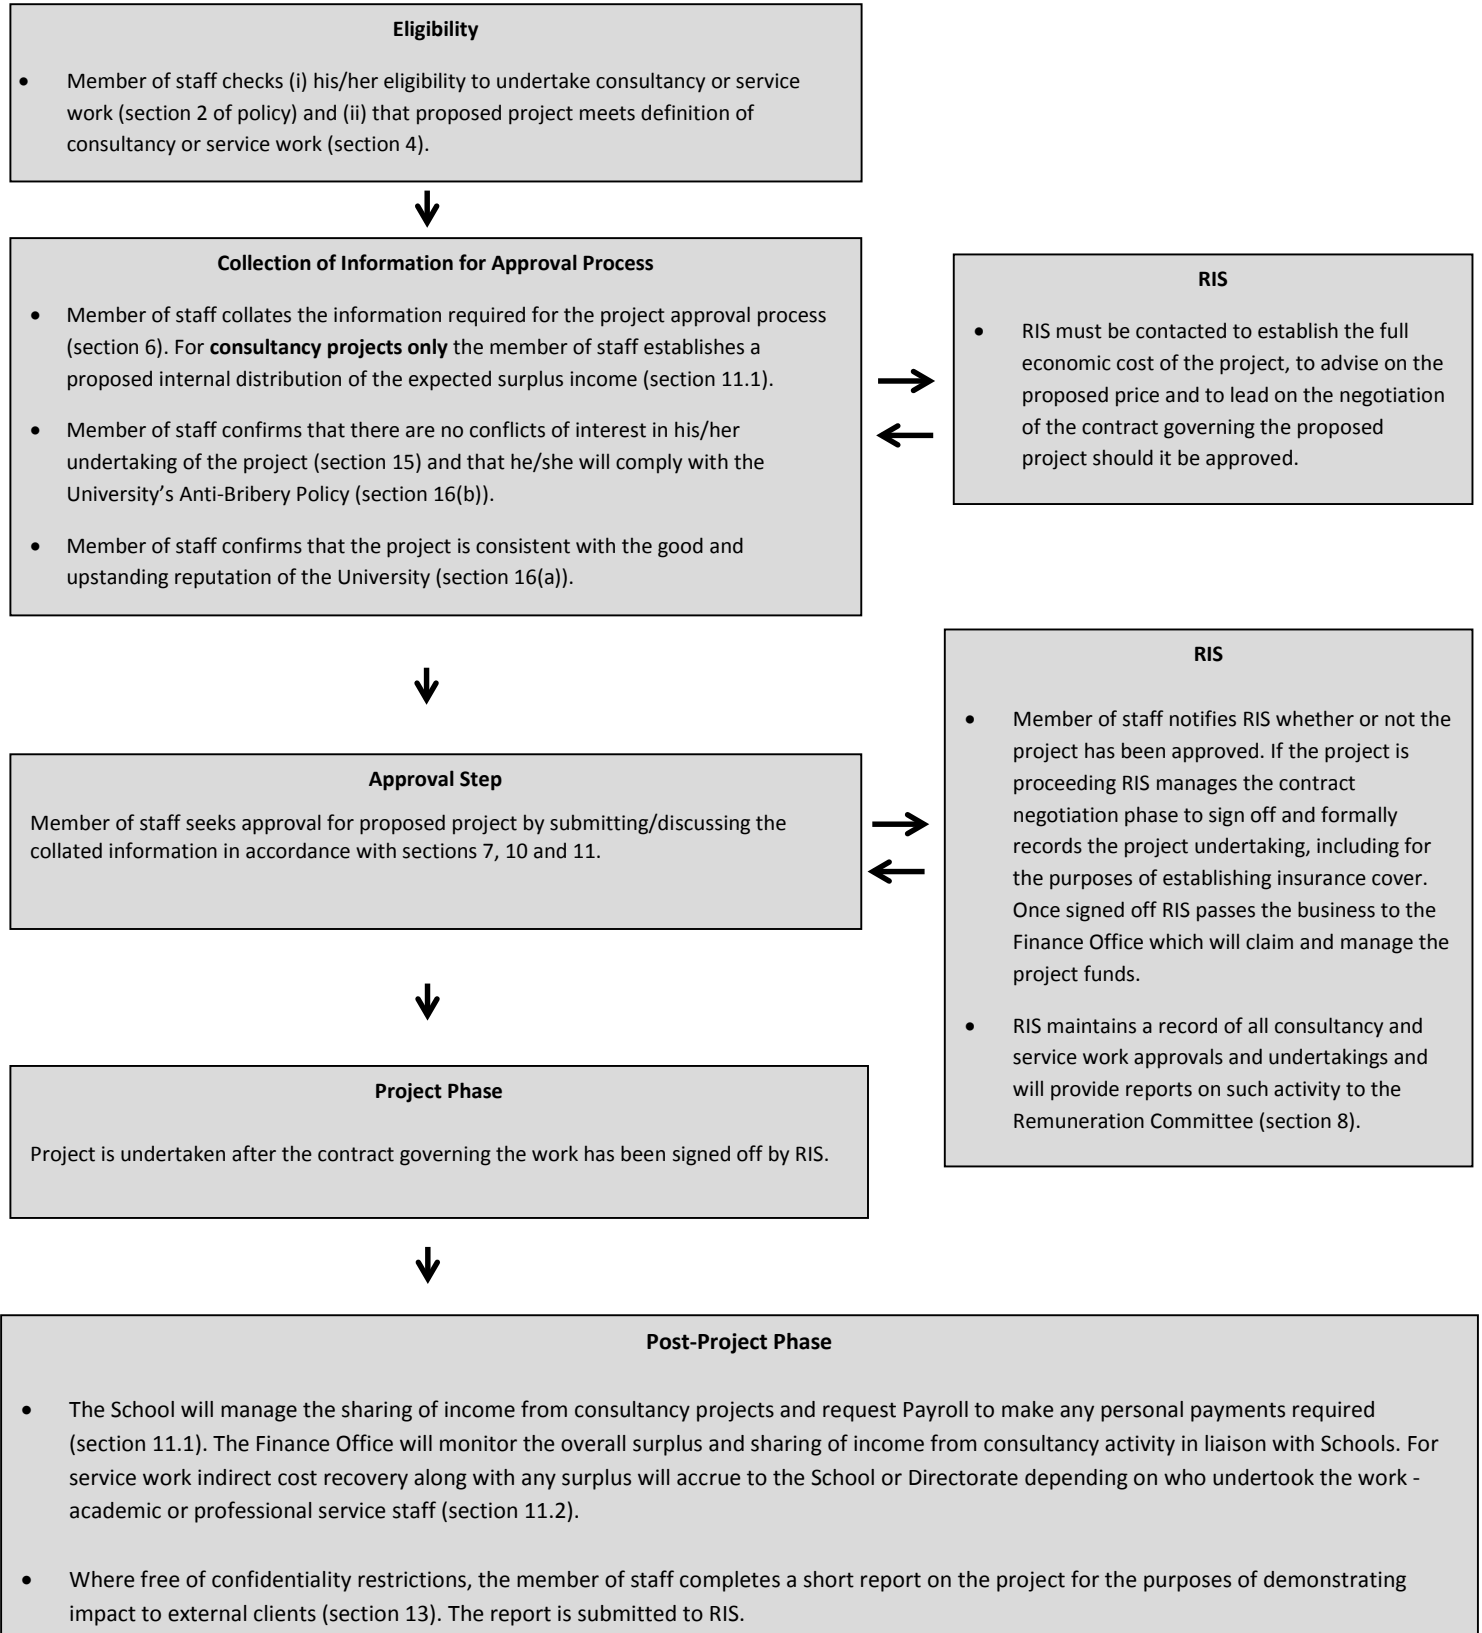 Eligibility
• Member of staff checks (i) his/her eligibility to undertake consultancy or service
work (section 2 of policy) and (ii) that proposed project meets definition of
consultancy or service work (section 4).
Collection of Information for Approval Process
• Member of staff collates the information required for the project approval process
(section 6). For consultancy projects only the member of staff establishes a
proposed internal distribution of the expected surplus income (section 11.1).
• Member of staff confirms that there are no conflicts of interest in his/her
undertaking of the project (section 15) and that he/she will comply with the
University’s Anti-Bribery Policy (section 16(b)).
• Member of staff confirms that the project is consistent with the good and
upstanding reputation of the University (section 16(a)).
RIS
• RIS must be contacted to establish the full
economic cost of the project, to advise on the
proposed price and to lead on the negotiation
of the contract governing the proposed
project should it be approved.
Approval Step
Member of staff seeks approval for proposed project by submitting/discussing the
collated information in accordance with sections 7, 10 and 11.
RIS
• Member of staff notifies RIS whether or not the
project has been approved. If the project is
proceeding RIS manages the contract
negotiation phase to sign off and formally
records the project undertaking, including for
the purposes of establishing insurance cover.
Once signed off RIS passes the business to the
Finance Office which will claim and manage the
project funds.
• RIS maintains a record of all consultancy and
service work approvals and undertakings and
will provide reports on such activity to the
Remuneration Committee (section 8).
Project Phase
Project is undertaken after the contract governing the work has been signed off by RIS.
Post-Project Phase
• The School will manage the sharing of income from consultancy projects and request Payroll to make any personal payments required
(section 11.1). The Finance Office will monitor the overall surplus and sharing of income from consultancy activity in liaison with Schools. For
service work indirect cost recovery along with any surplus will accrue to the School or Directorate depending on who undertook the work -
academic or professional service staff (section 11.2).
• Where free of confidentiality restrictions, the member of staff completes a short report on the project for the purposes of demonstrating
impact to external clients (section 13). The report is submitted to RIS.